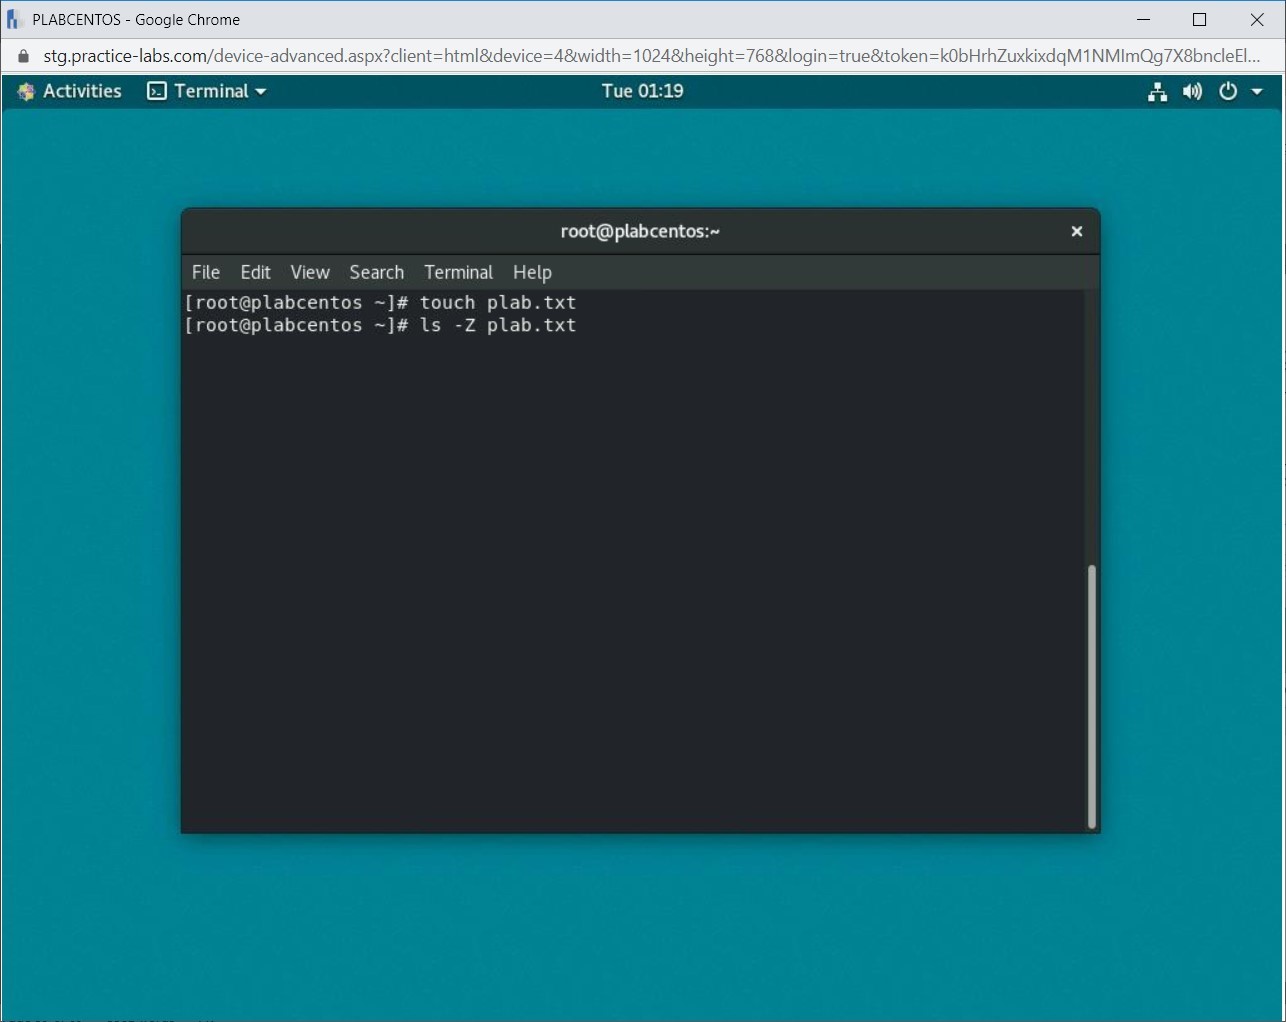 PLABCENTOS - Google Chrome
stg.practice-labs.com/device-advanced.aspx?client=html&device=4&width=1024&height=768&login=true&token=k0bHrhZuxkixdqM1NMImQg7X8bncleEl...
Activities Terminal Tue 01:19
root@plabcentos:~
File Edit View Search Terminal Help
[root@plabcentos ~]# touch plab.txt
[root@plabcentos ~]# ls -Z plab.txt